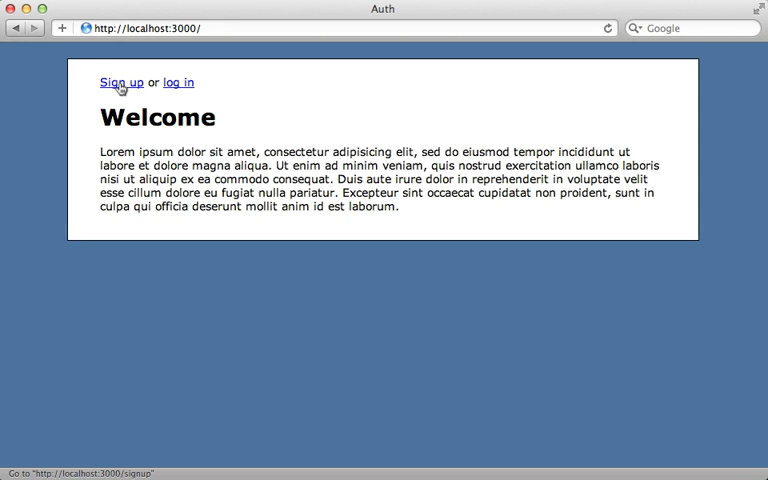 Auth
http://localhost:3000/
Google
Sign up or log in
Welcome
Lorem ipsum dolor sit amet, consectetur adipisicing elit, sed do eiusmod tempor incididunt ut
labore et dolore magna aliqua. Ut enim ad minim veniam, quis nostrud exercitation ullamco laboris
nisi ut aliquip ex ea commodo consequat. Duis aute irure dolor in reprehenderit in voluptate velit
esse cillum dolore eu fugiat nulla pariatur. Excepteur sint occaecat cupidatat non proident, sunt in
culpa qui officia deserunt mollit anim id est laborum.
Go to "http://localhost:3000/signup"